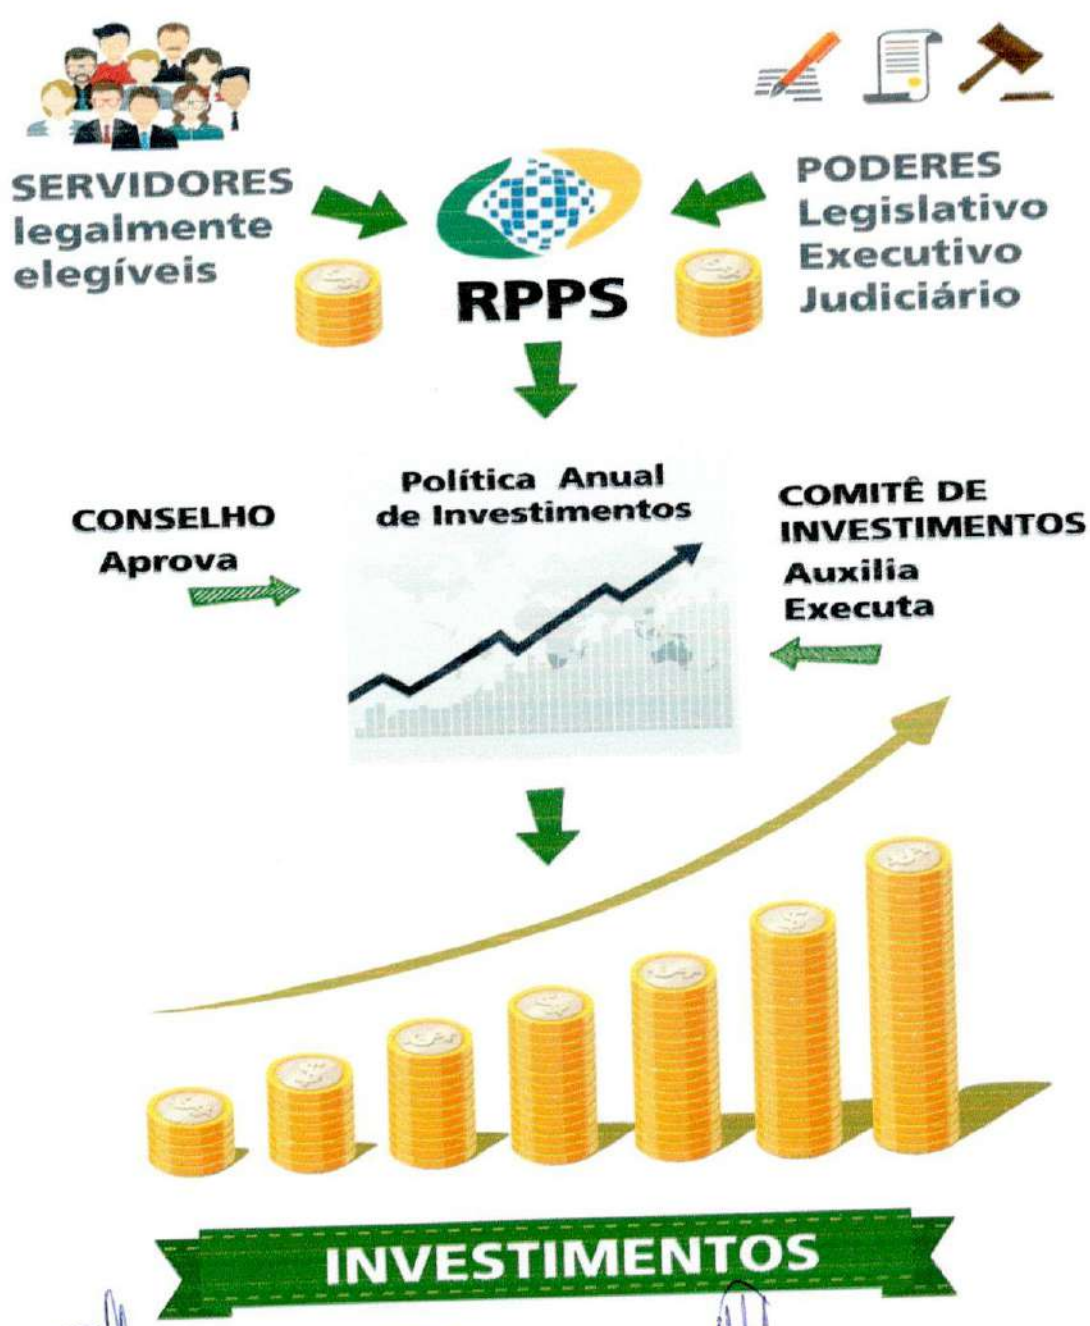 SERVIDORES
legalmente
elegíveis
RPPS
PODERES
Legislativo
Executivo
Judiciário
Política Anual
de Investimentos
CONSELHO
Aprova
COMITÊ DE
INVESTIMENTOS
Auxilia
Executa
INVESTIMENTOS